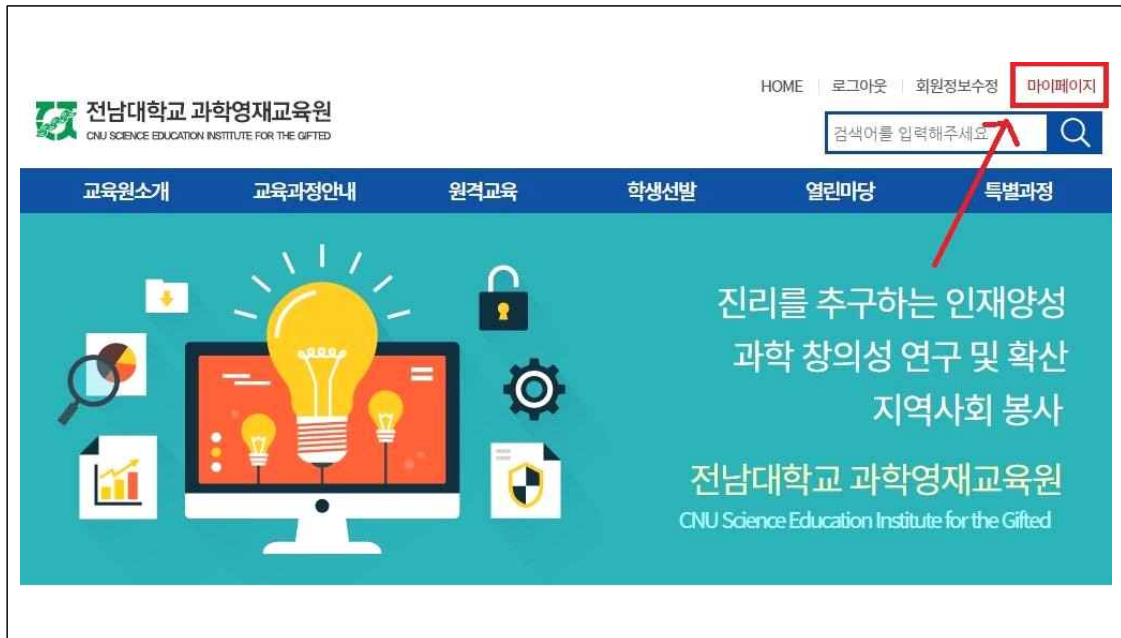 HOME 로그아웃 회원정보수정 마이페이지
전남대학교 과학영재교육원
CNU SCIENCE EDUCATION INSTITUTE FOR THE GIFTED
검색어를 입력해주세요
교육원소개 교육과정안내 원격교육 학생선발 열린마당 특별과정
진리를 추구하는 인재양성
과학 창의성 연구 및 확산
지역사회 봉사
전남대학교 과학영재교육원
CNU Science Education Institute for the Gifted